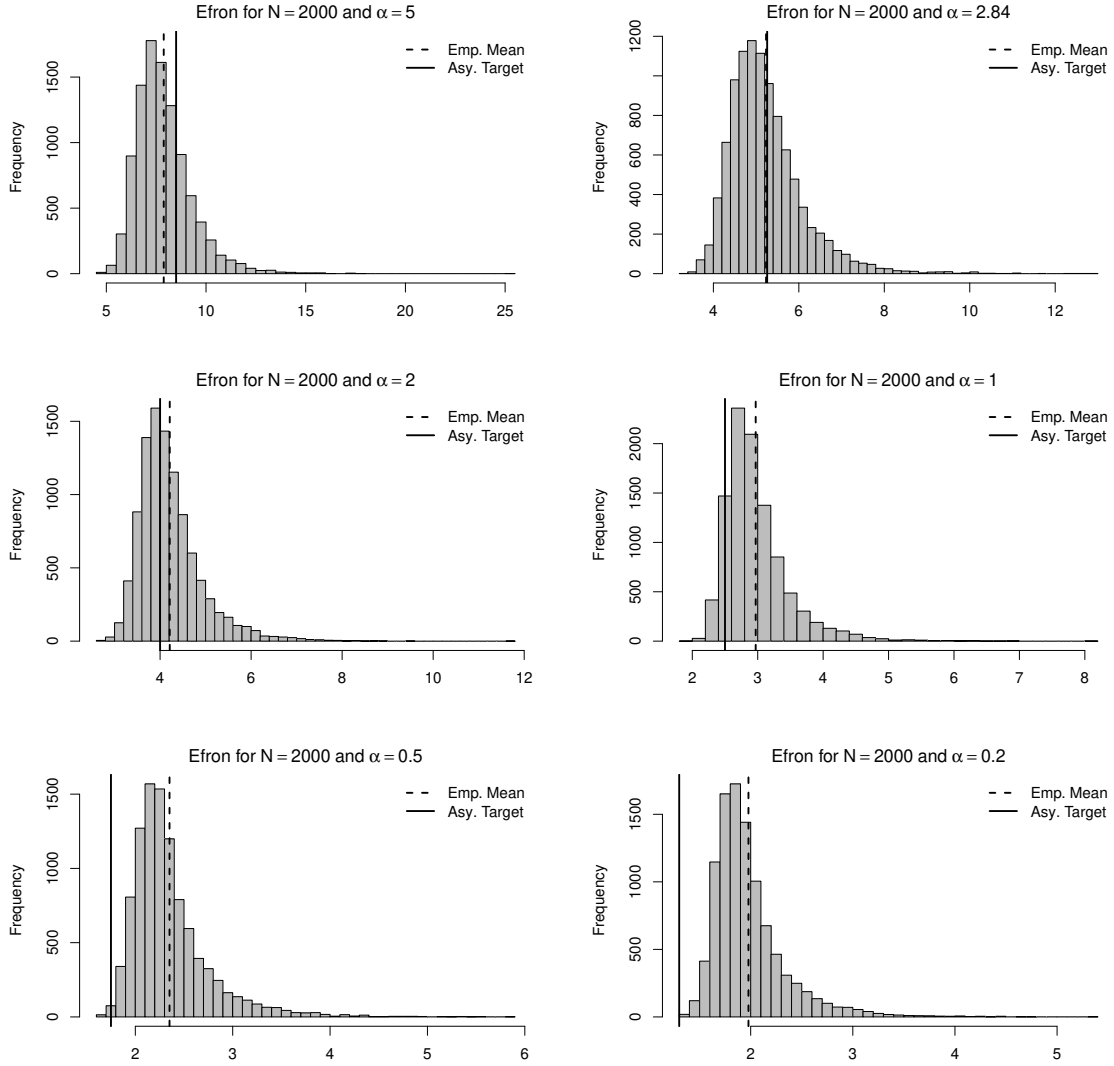 Efron for N = 2000 and α = 5
Emp. Mean
Asy. Target
Frequency
0
500
1000
1500
5
10
15
20
25
Efron for N = 2000 and α = 2.84
Emp. Mean
Asy. Target
Frequency
0
200
400
600
800
1200
4
6
8
10
12
Efron for N = 2000 and α = 2
Emp. Mean
Asy. Target
Frequency
0
500
1000
1500
4
6
8
10
12
Efron for N = 2000 and α = 1
Emp. Mean
Asy. Target
Frequency
0
500
1000
1500
2000
2
3
4
5
6
7
8
Efron for N = 2000 and α = 0.5
Emp. Mean
Asy. Target
Frequency
0
500
1000
1500
2
3
4
5
6
Efron for N = 2000 and α = 0.2
Emp. Mean
Asy. Target
Frequency
0
500
1000
1500
2
3
4
5